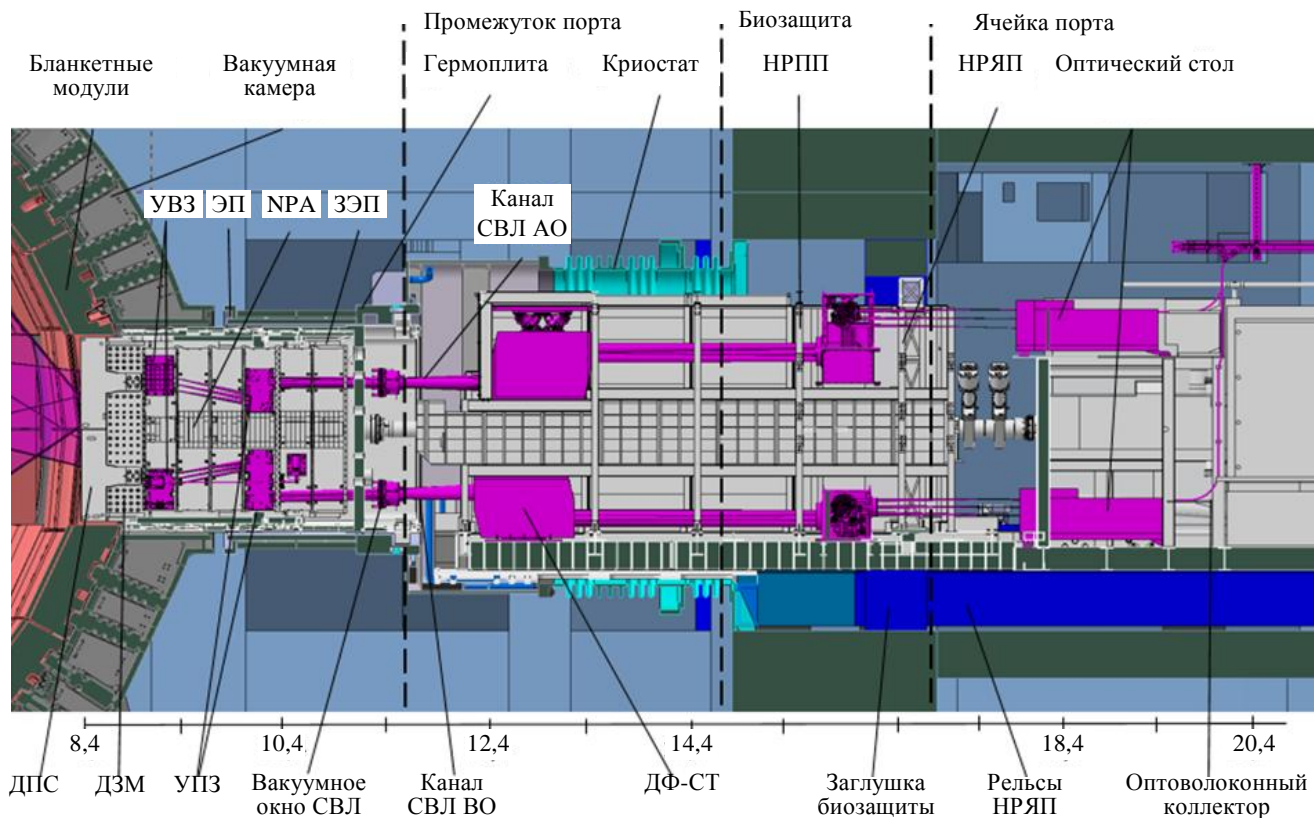 Промежуток порта
Биозащита
Ячейка порта
Бланкетные
модули
Вакуумная
камера
Гермоплита
Криостат
НРПП
НРЯП
Оптический стол
УВЗ
ЭП
NPA
ЗЭП
Канал
СВЛ АО
8,4
10,4
12,4
14,4
18,4
20,4
ДПС
ДЗМ
УПЗ
Вакуумное
окно СВЛ
Канал
СВЛ ВО
ДФ-СТ
Заглушка
биозащиты
Рельсы
НРЯП
Оптоволоконный
коллектор